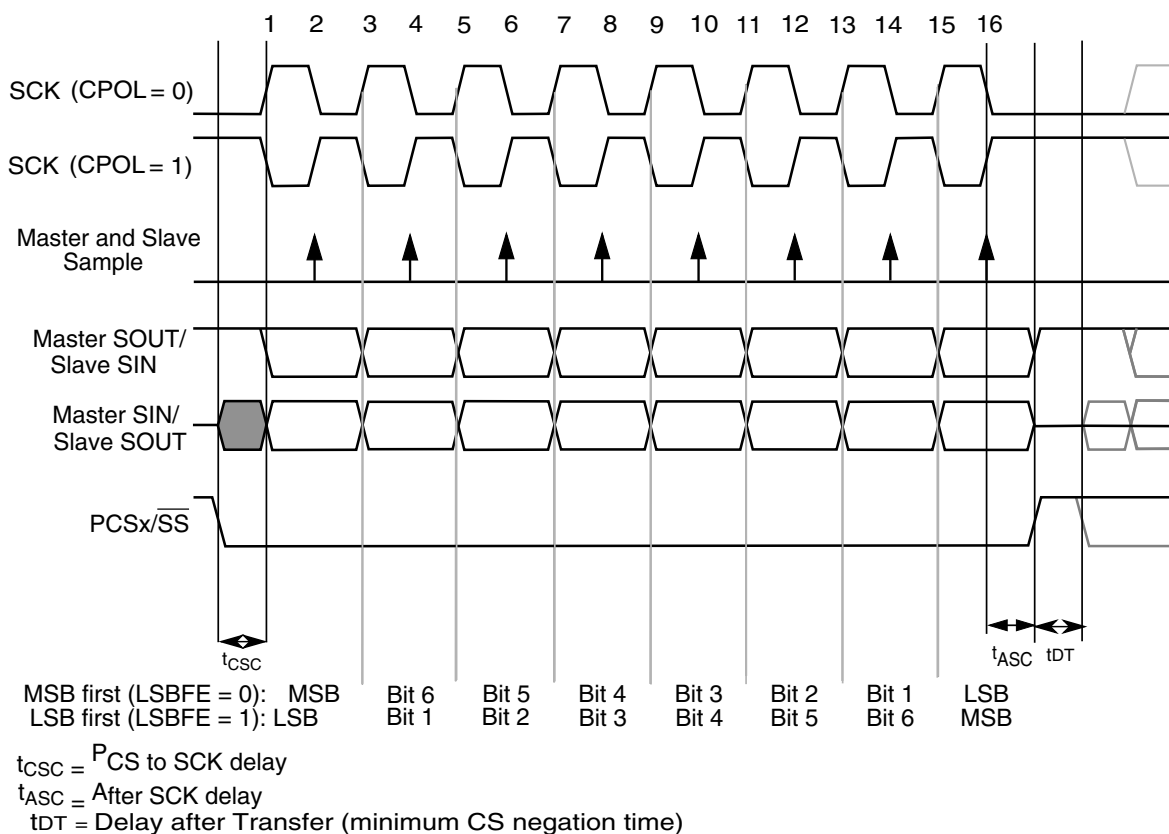 1 2 3 4 5 6 7 8 9 10 11 12 13 14 15 16
SCK (CPOL = 0)
SCK (CPOL = 1)
Master and Slave
Sample
Master SOUT/
Slave SIN
Master SIN/
Slave SOUT
PCSx/SS
tCSC
tASC
tDT
MSB first (LSBFE = 0): MSB Bit 6 Bit 5 Bit 4 Bit 3 Bit 2 Bit 1 LSB
LSB first (LSBFE = 1): LSB Bit 1 Bit 2 Bit 3 Bit 4 Bit 5 Bit 6 MSB
tCSC = PCS to SCK delay
tASC = After SCK delay
tDT = Delay after Transfer (minimum CS negation time)